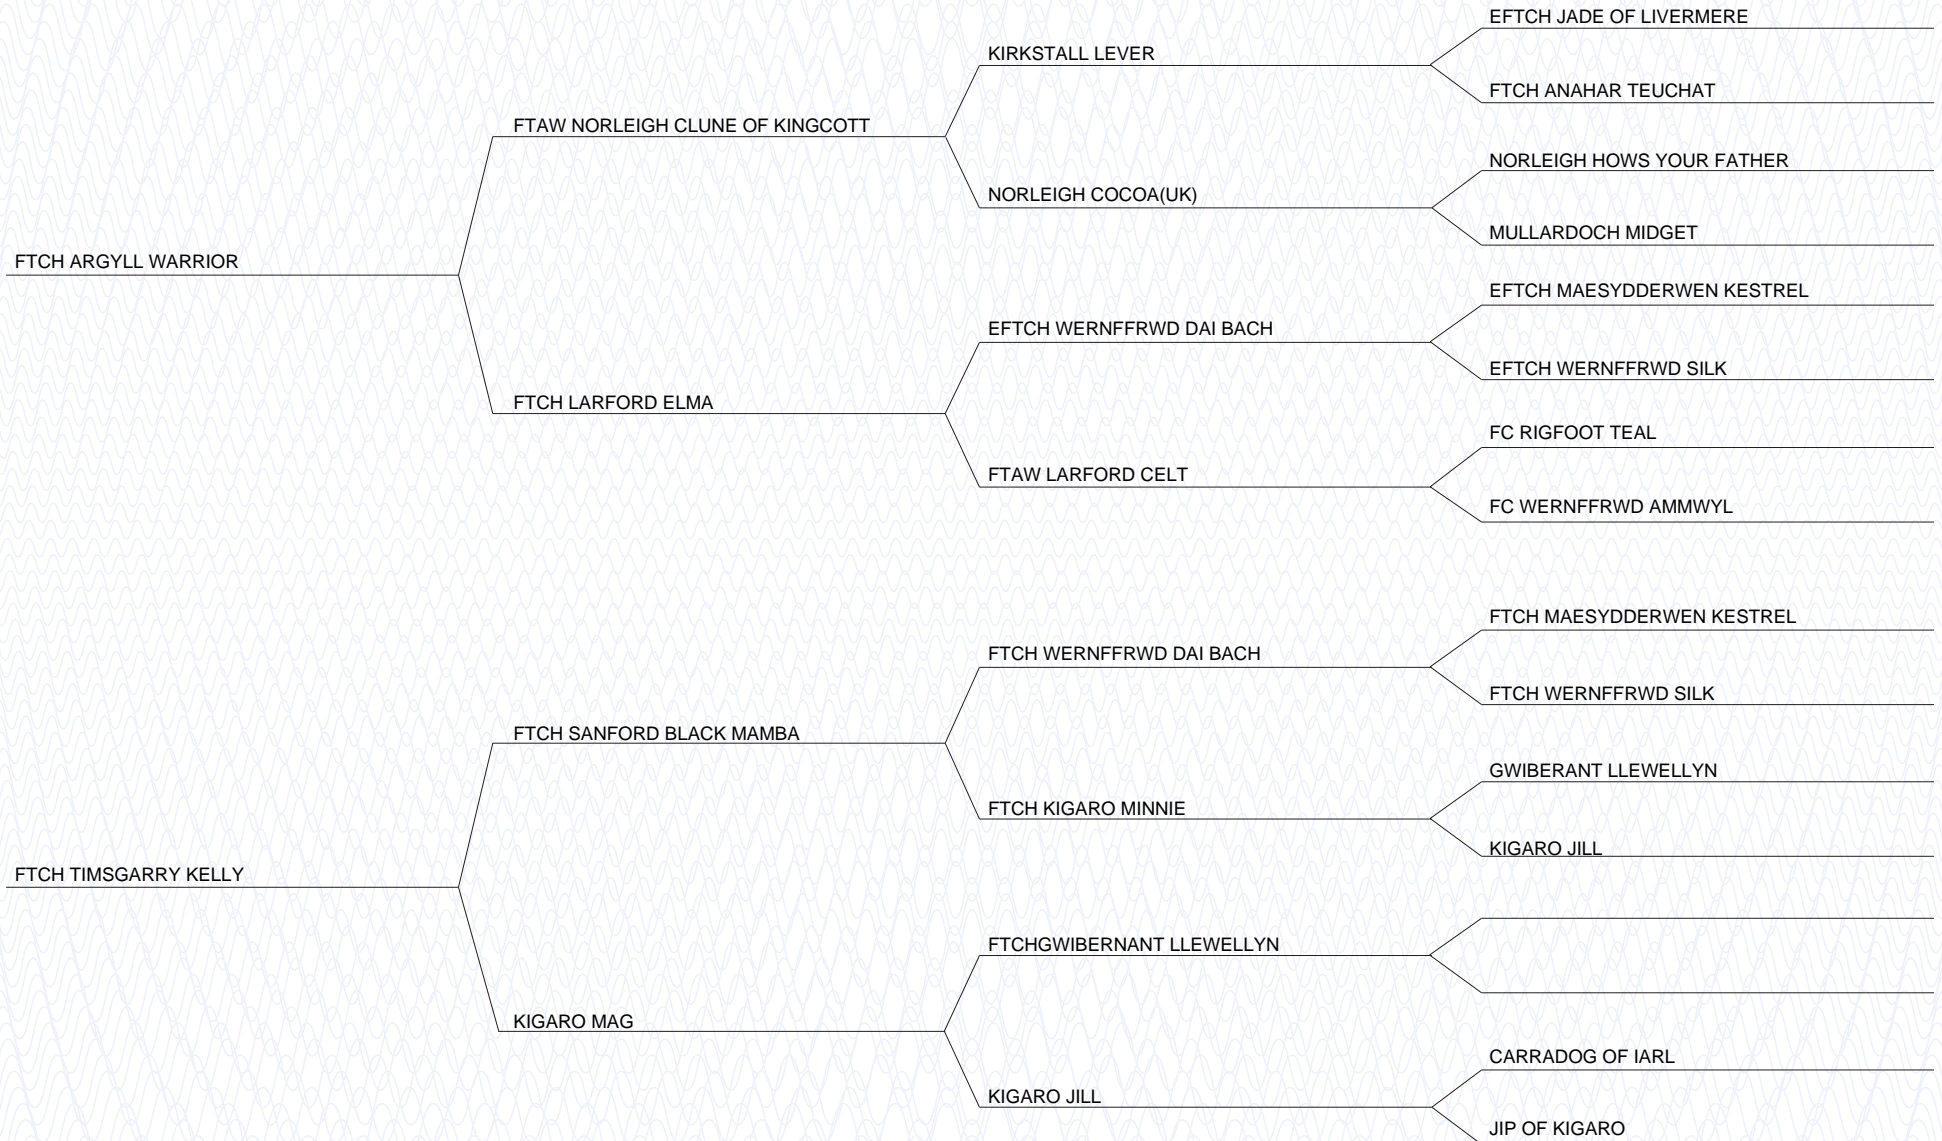 EFTCH JADE OF LIVERMERE
KIRKSTALL LEVER
FTCH ANAHAR TEUCHAT
FTAW NORLEIGH CLUNE OF KINGCOTT
NORLEIGH HOWS YOUR FATHER
NORLEIGH COCOA(UK)
MULLARDOCH MIDGET
FTCH ARGYLL WARRIOR
EFTCH MAESYDDERWEN KESTREL
EFTCH WERNFFRWD DAI BACH
EFTCH WERNFFRWD SILK
FTCH LARFORD ELMA
FC RIGFOOT TEAL
FTAW LARFORD CELT
FC WERNFFRWD AMMWYL
FTCH MAESYDDERWEN KESTREL
FTCH WERNFFRWD DAI BACH
FTCH WERNFFRWD SILK
FTCH SANFORD BLACK MAMBA
GWIBERANT LLEWELLYN
FTCH KIGARO MINNIE
KIGARO JILL
FTCH TIMSGARRY KELLY
FTCHGWIBERNANT LLEWELLYN
KIGARO MAG
CARRADOG OF IARL
KIGARO JILL
JIP OF KIGARO